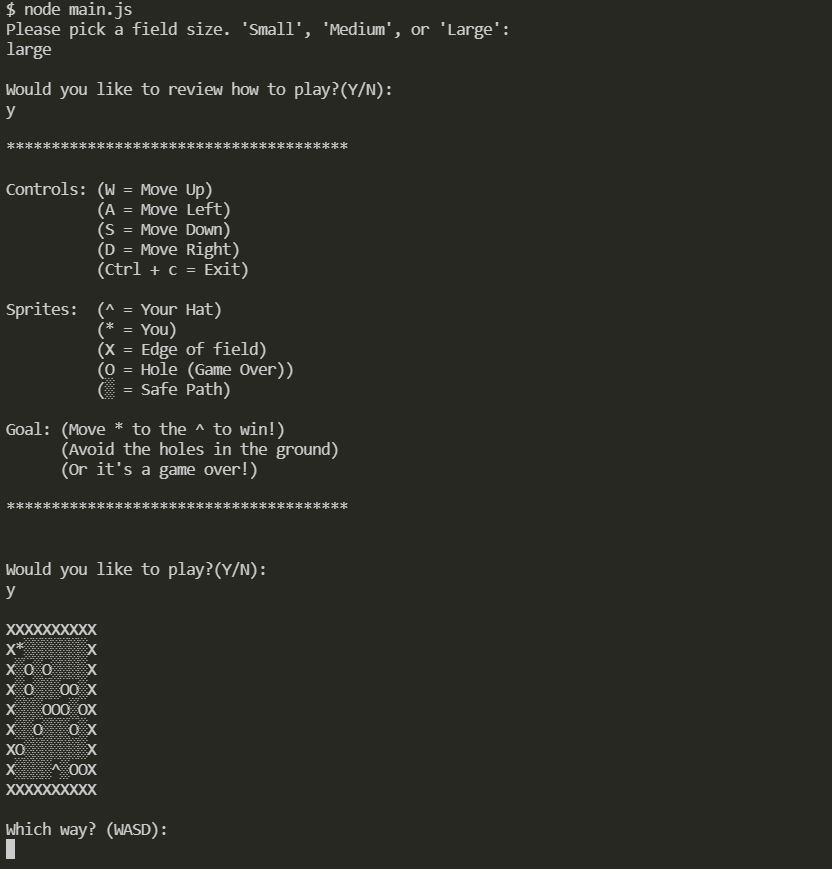 $ node main.js
Please pick a field size. 'Small', 'Medium', or 'Large':
large
Would you like to review how to play?(Y/N):
y
**************************************
Controls: (W = Move Up)
(A = Move Left)
(S = Move Down)
(D = Move Right)
(Ctrl + c = Exit)
Sprites:  (^ = Your Hat)
(* = You)
(X = Edge of field)
(O = Hole (Game Over))
(░ = Safe Path)
Goal: (Move * to the ^ to win!)
(Avoid the holes in the ground)
(Or it's a game over!)
**************************************
Would you like to play?(Y/N):
y
XXXXXXXXXX
X*░░░░░░░X
X░O░O░░░░X
X░O░░░OO░X
X░░░OOO░OX
X░░O░░░O░X
XO░░░░░░░X
X░░░░^░OOX
XXXXXXXXXX
Which way? (WASD):